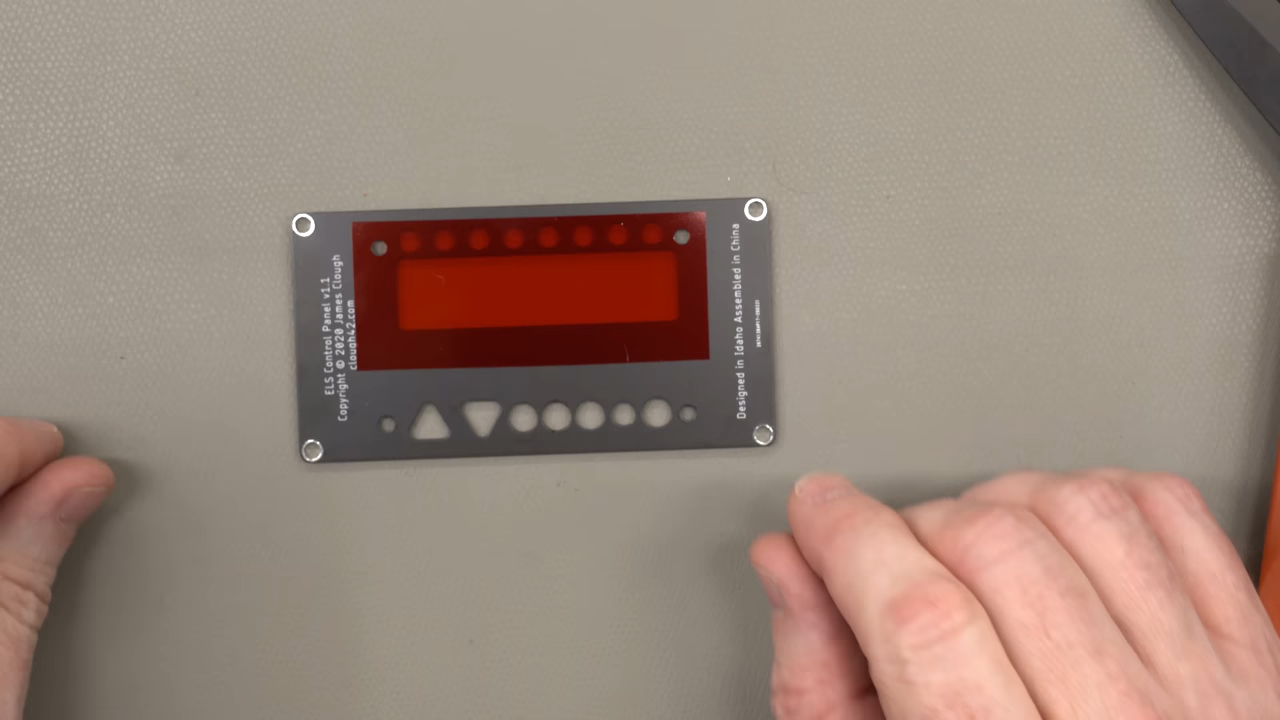 ELS Control Panel v1.1
Copyright © 2020 James Clough
clough42.com
Designed in Idaho Assembled in China